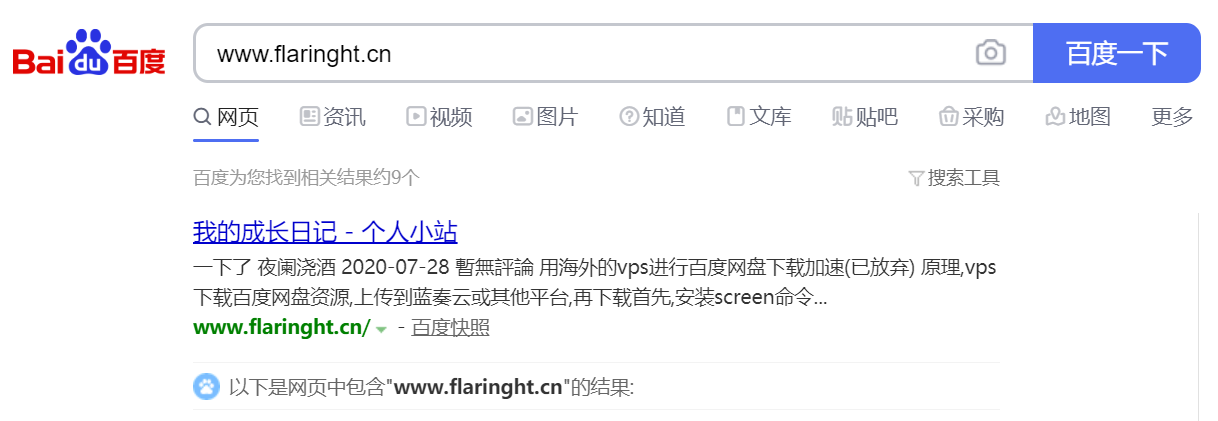 Bai du 百度 www.flaringht.cn 百度一下
网页 资讯 视频 图片 知道 文库 贴吧 采购 地图 更多
百度为您找到相关结果约9个 搜索工具
我的成长日记 - 个人小站
一下了 夜阑浇酒 2020-07-28 暫無評論 用海外的vps进行百度网盘下载加速(已放弃) 原理,vps
下载百度网盘资源,上传到蓝奏云或其他平台,再下载首先,安装screen命令...
www.flaringht.cn/ - 百度快照
以下是网页中包含"www.flaringht.cn"的结果: